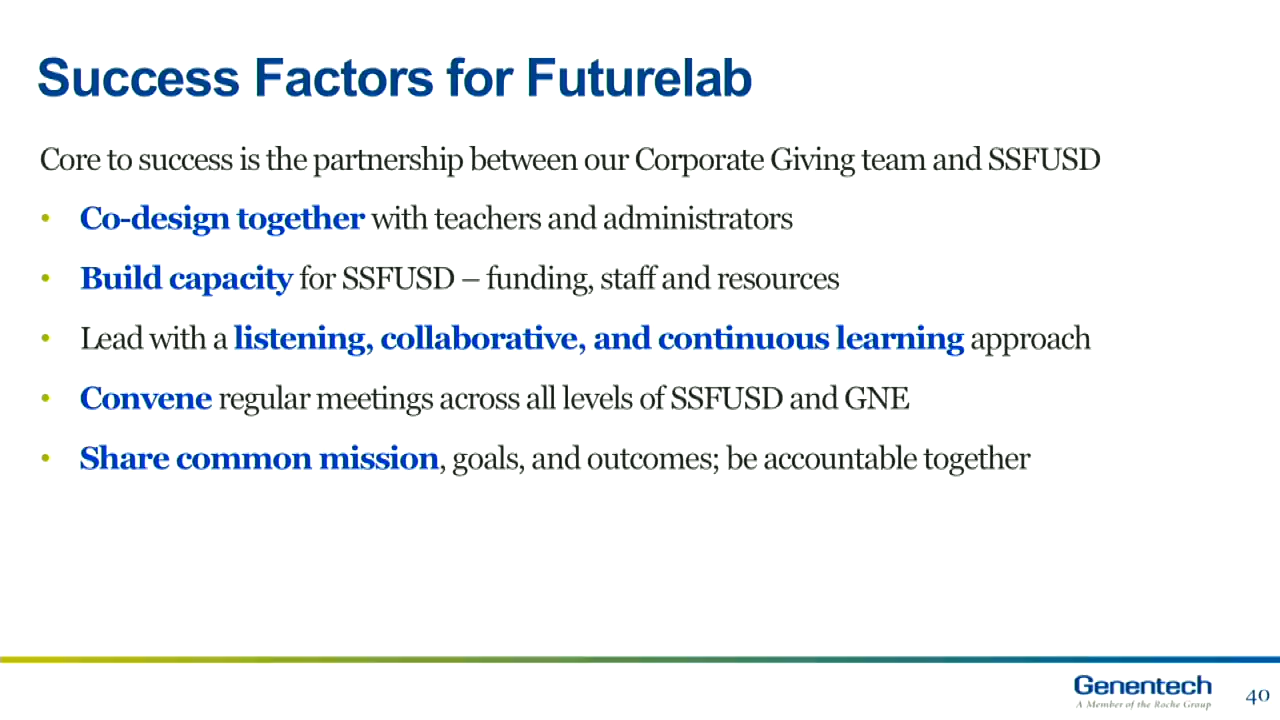 Success Factors for Futurelab
Core to success is the partnership between our Corporate Giving team and SSFUSD
• Co-design together with teachers and administrators
• Build capacity for SSFUSD – funding, staff and resources
• Lead with a listening, collaborative, and continuous learning approach
• Convene regular meetings across all levels of SSFUSD and GNE
• Share common mission, goals, and outcomes; be accountable together
Genentech
A Member of the Roche Group
40